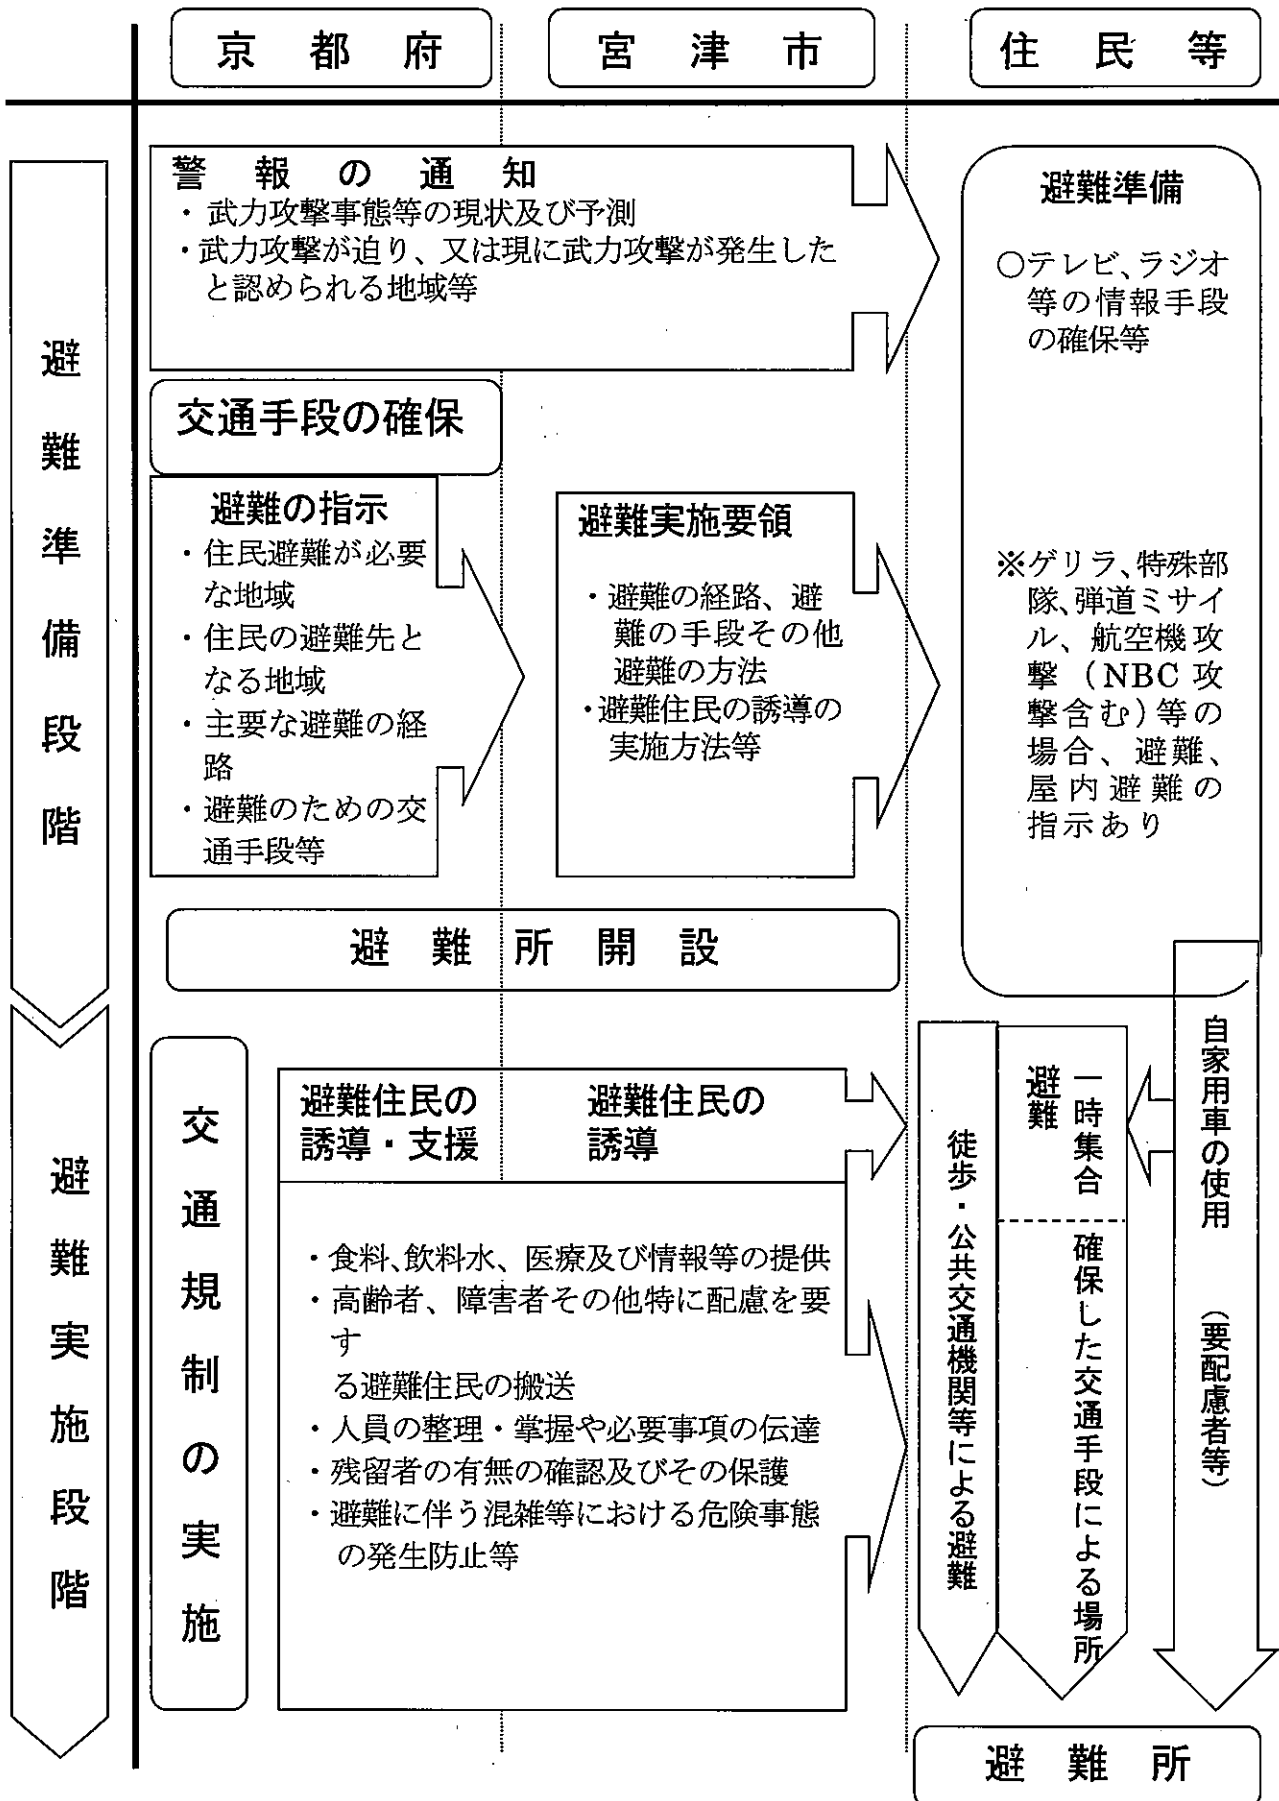 京都府
宮津市
住民等
避難準備段階
警報の通知
・武力攻撃事態等の現状及び予測
・武力攻撃が迫り、又は現に武力攻撃が発生した
と認められる地域等
避難準備
○テレビ、ラジオ
等の情報手段
の確保等
※ゲリラ、特殊部
隊、弾道ミサイ
ル、航空機攻
撃（NBC攻
撃含む）等の
場合、避難、
屋内避難の
指示あり
交通手段の確保
避難の指示
・住民避難が必要
な地域
・住民の避難先と
なる地域
・主要な避難の経
路
・避難のための交
通手段等
避難実施要領
・避難の経路、避
難の手段その他
避難の方法
・避難住民の誘導の
実施方法等
避難所開設
避難実施段階
交通規制の実施
避難住民の
誘導・支援
避難住民の
誘導
・食料、飲料水、医療及び情報等の提供
・高齢者、障害者その他特に配慮を要
す
る避難住民の搬送
・人員の整理・掌握や必要事項の伝達
・残留者の有無の確認及びその保護
・避難に伴う混雑等における危険事態
の発生防止等
徒歩・公共交通機関等による避難
一時集合
避難
確保した交通手段による場所
自家用車の使用
（要配慮者等）
避難所